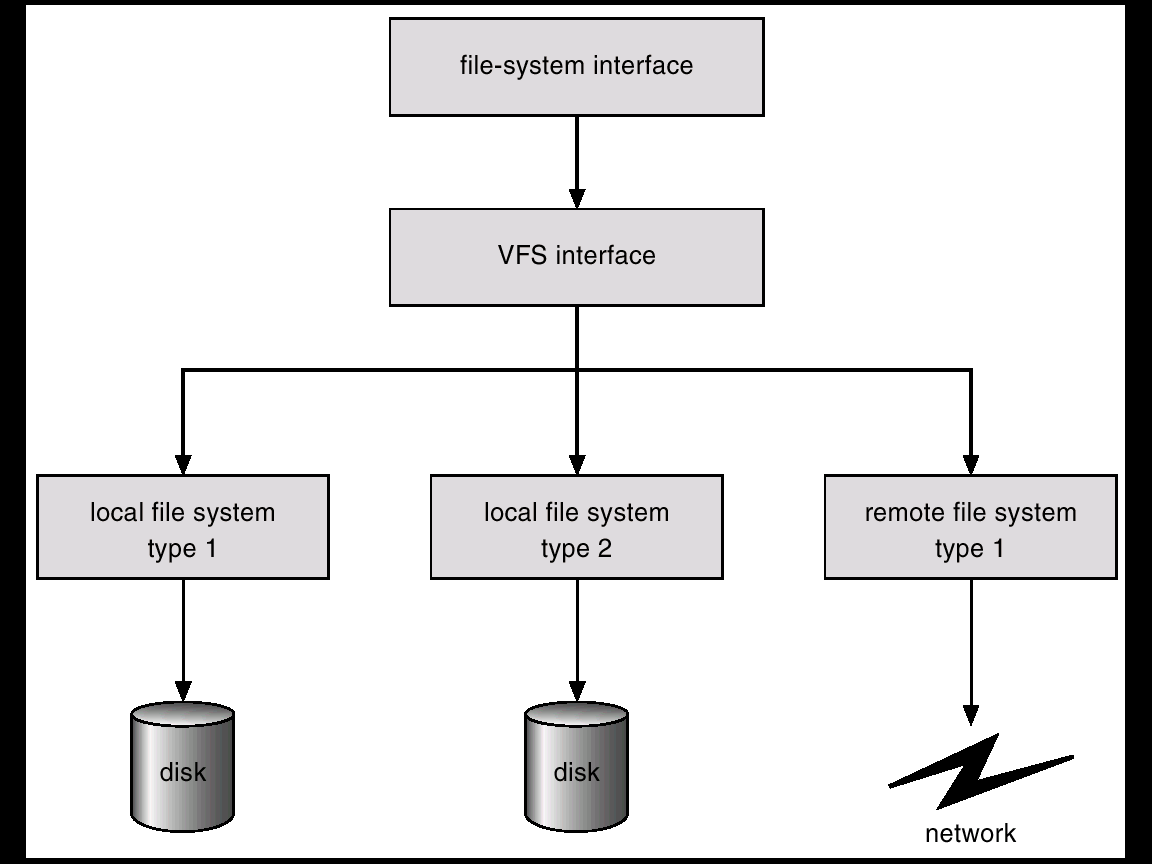 file-system interface
VFS interface
local file system
type 1
local file system
type 2
remote file system
type 1
disk
disk
network